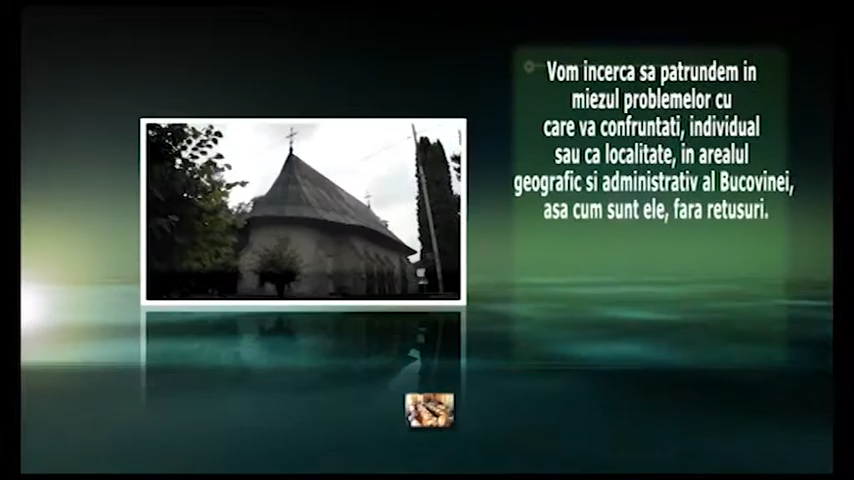 Vom incerca sa patrundem in
miezul problemelor cu
care va confruntati, individual
sau ca localitate, in arealul
geografic si administrativ al Bucovinei,
asa cum sunt ele, fara retusuri.